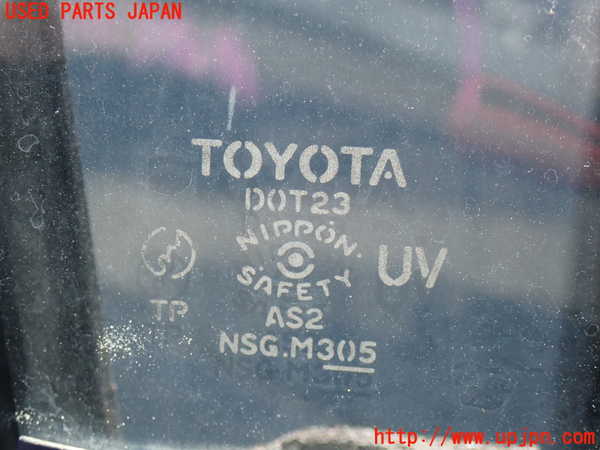 USED PARTS JAPAN
TOYOTA
DOT23
NIPPON.
SAFETY
UV
TP
AS2
NSG.M305
http://www.upjpn.com